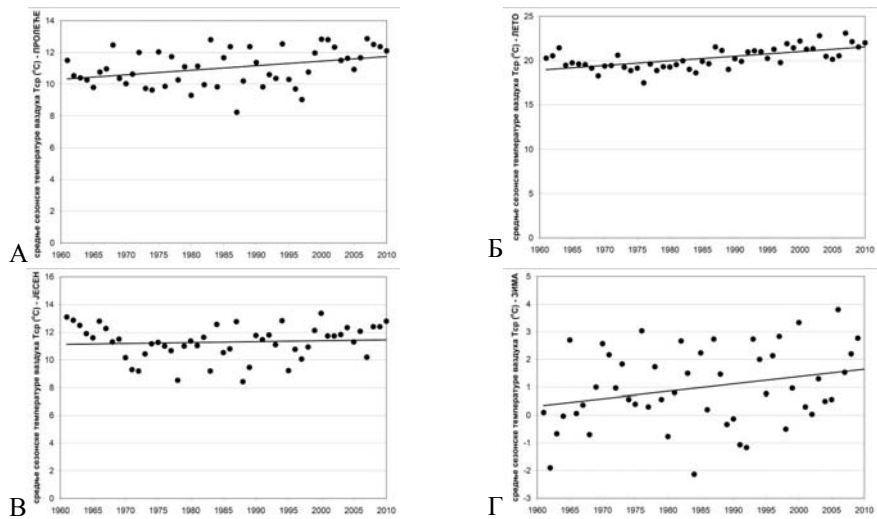 средње сезонске температуре ваздуха Тср (°C) - ПРОЛЕЋЕ
14
12
10
8
6
4
2
0
1960 1965 1970 1975 1980 1985 1990 1995 2000 2005 2010
А
средње сезонске температуре ваздуха Тср (°C) - ЛЕТО
25
20
15
10
5
0
1960 1965 1970 1975 1980 1985 1990 1995 2000 2005 2010
Б
средње сезонске температуре ваздуха Тср (°C) - ЈЕСЕН
16
14
12
10
8
6
4
2
0
1960 1965 1970 1975 1980 1985 1990 1995 2000 2005 2010
В
средње сезонске температуре ваздуха Тср (°C) - ЗИМА
5
4
3
2
1
0
-1
-2
-3
1960 1965 1970 1975 1980 1985 1990 1995 2000 2005 2010
Г